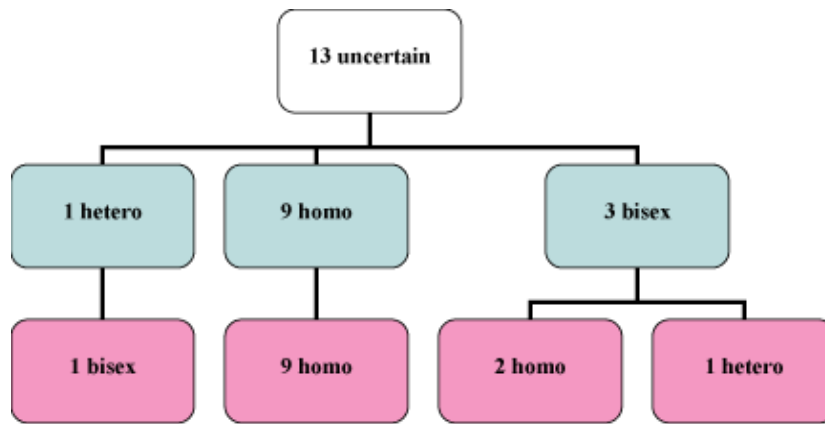 13 uncertain
1 hetero
9 homo
3 bisex
1 bisex
9 homo
2 homo
1 hetero